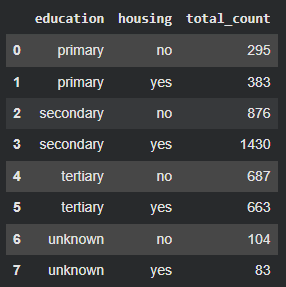 education housing total_count
0 primary no 295
1 primary yes 383
2 secondary no 876
3 secondary yes 1430
4 tertiary no 687
5 tertiary yes 663
6 unknown no 104
7 unknown yes 83